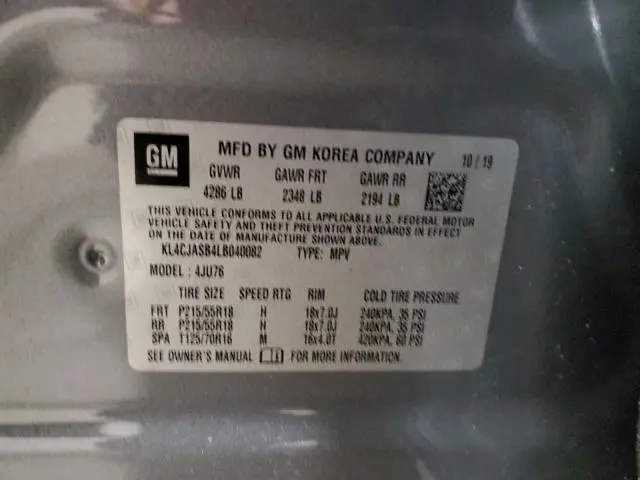 GM MFD BY GM KOREA COMPANY 10/19
GVWR GAWR FRT GAWR RR
4286 LB 2348 LB 2194 LB
THIS VEHICLE CONFORMS TO ALL APPLICABLE U.S. FEDERAL MOTOR
VEHICLE SAFETY AND THEFT PREVENTION STANDARDS IN EFFECT
ON THE DATE OF MANUFACTURE SHOWN ABOVE.
KL4CJASB4LB040082 TYPE: MPV
MODEL: 4JU76
TIRE SIZE SPEED RTG RIM COLD TIRE PRESSURE
FRT P215/55R18 H 18x7.0J 240KPA, 35 PSI
RR P215/55R18 H 18x7.0J 240KPA, 35 PSI
SPA T125/70R16 M 16x4.0T 420KPA, 60 PSI
SEE OWNER'S MANUAL FOR MORE INFORMATION.